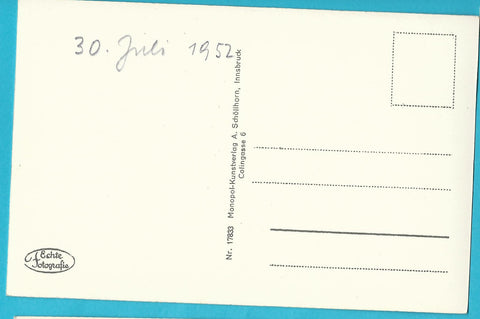 30. Juli 1952
Nr. 17833 Monopol-Kunstverlag A. Schöllhorn, Innsbruck
Colingasse 6
Echte
Fotografie